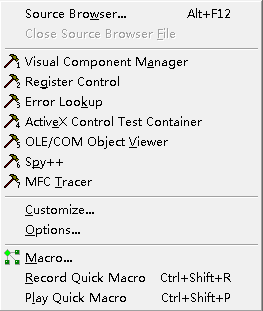 Source Browser... Alt+F12
Close Source Browser File
Visual Component Manager
Register Control
Error Lookup
ActiveX Control Test Container
OLE/COM Object Viewer
Spy++
MFC Tracer
Customize...
Options...
Macro...
Record Quick Macro Ctrl+Shift+R
Play Quick Macro Ctrl+Shift+P